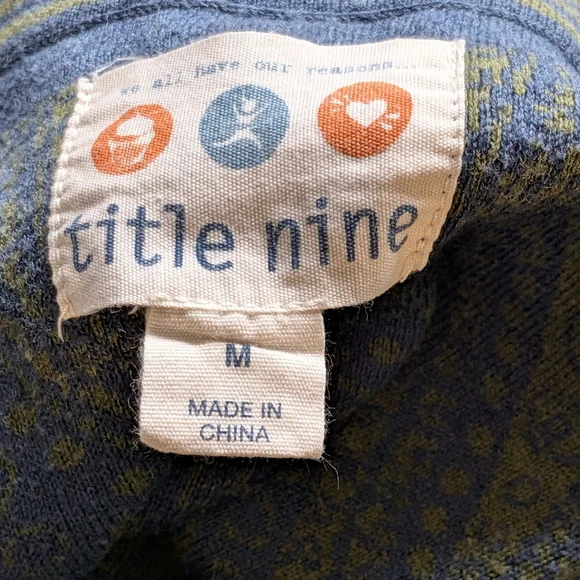 we all have our reasons...
title nine
M
MADE IN
CHINA